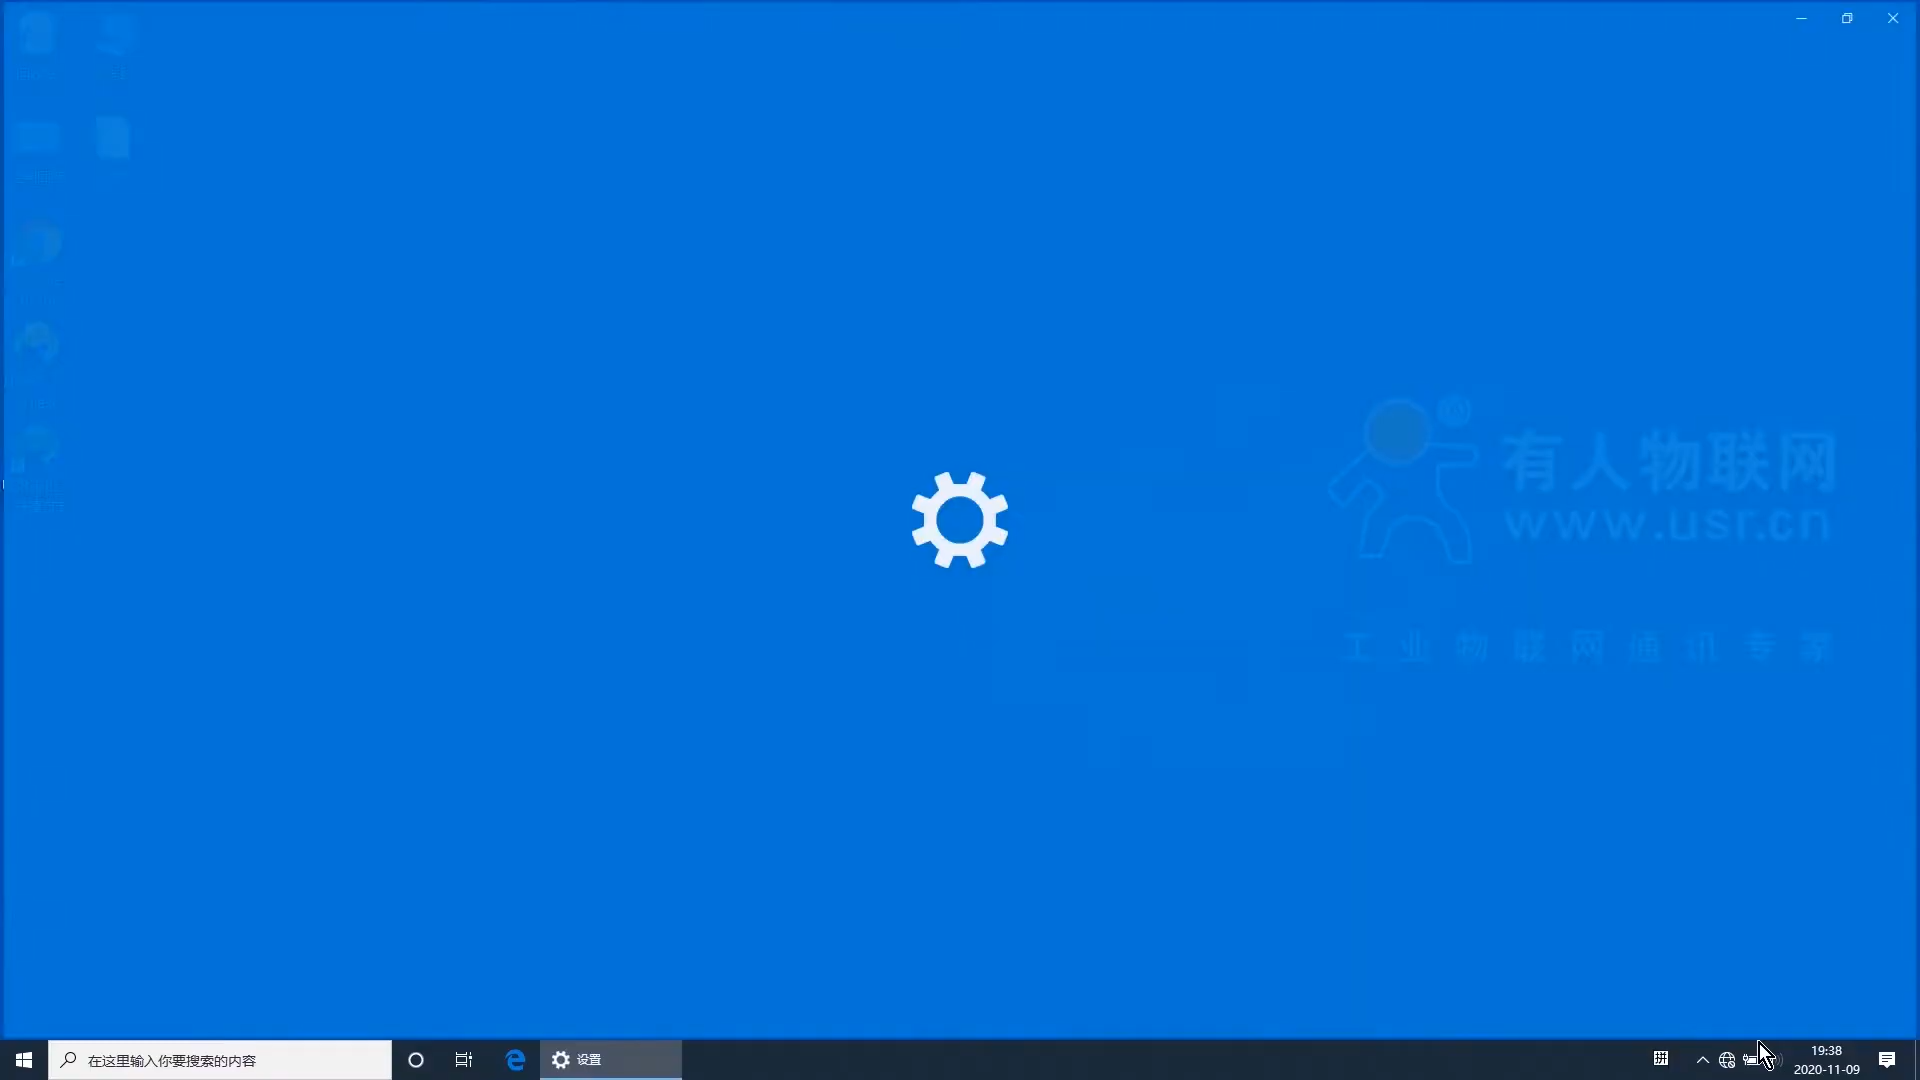 有人物联网
www.usr.cn
工业物联网通讯专家
在这里输入你要搜索的内容
设置
拼
19:38
2020-11-09